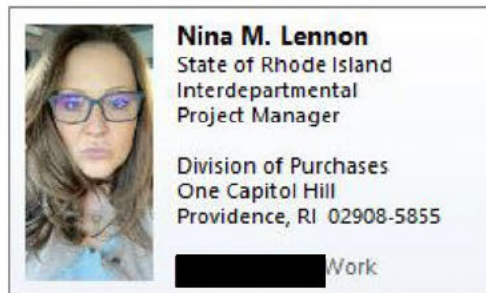 Nina M. Lennon
State of Rhode Island
Interdepartmental
Project Manager
Division of Purchases
One Capitol Hill
Providence, RI 02908-5855
Work